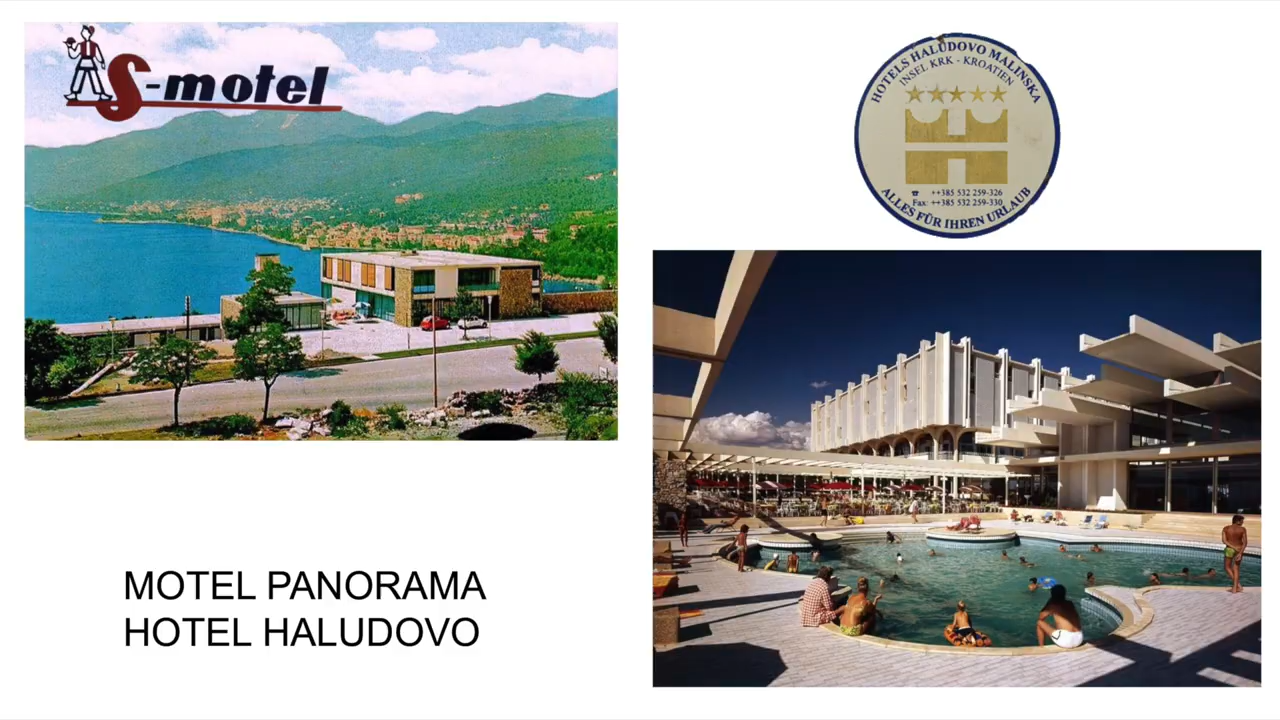 S-motel
HOTELS HALUDOVO MALINSKA
INSEL KRK - KROATIEN
☎ ++385 532 259-326
Fax: ++385 532 259-330
ALLES FÜR IHREN URLAUB
MOTEL PANORAMA
HOTEL HALUDOVO